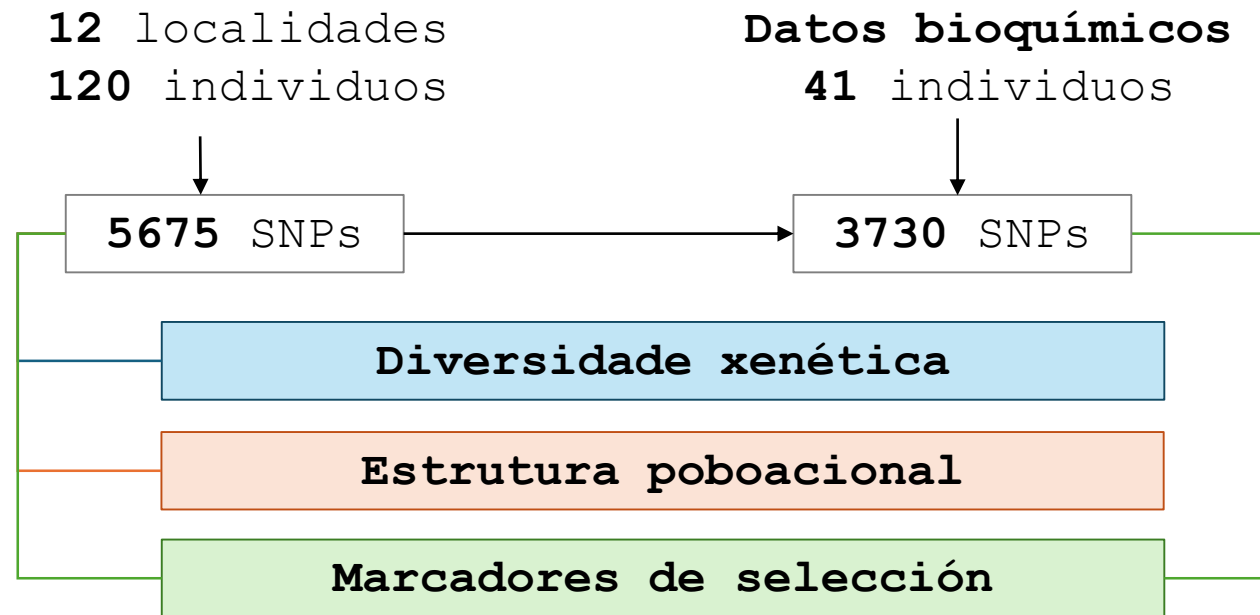 12 localidades
120 individuos
Datos bioquímicos
41 individuos
5675 SNPs
3730 SNPs
Diversidade xenética
Estrutura poboacional
Marcadores de selección